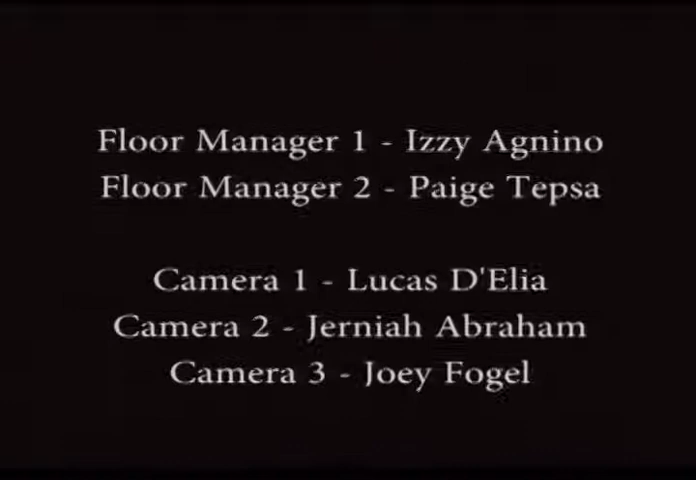 Floor Manager 1 - Izzy Agnino
Floor Manager 2 - Paige Tepsa
Camera 1 - Lucas D'Elia
Camera 2 - Jerniah Abraham
Camera 3 - Joey Fogel